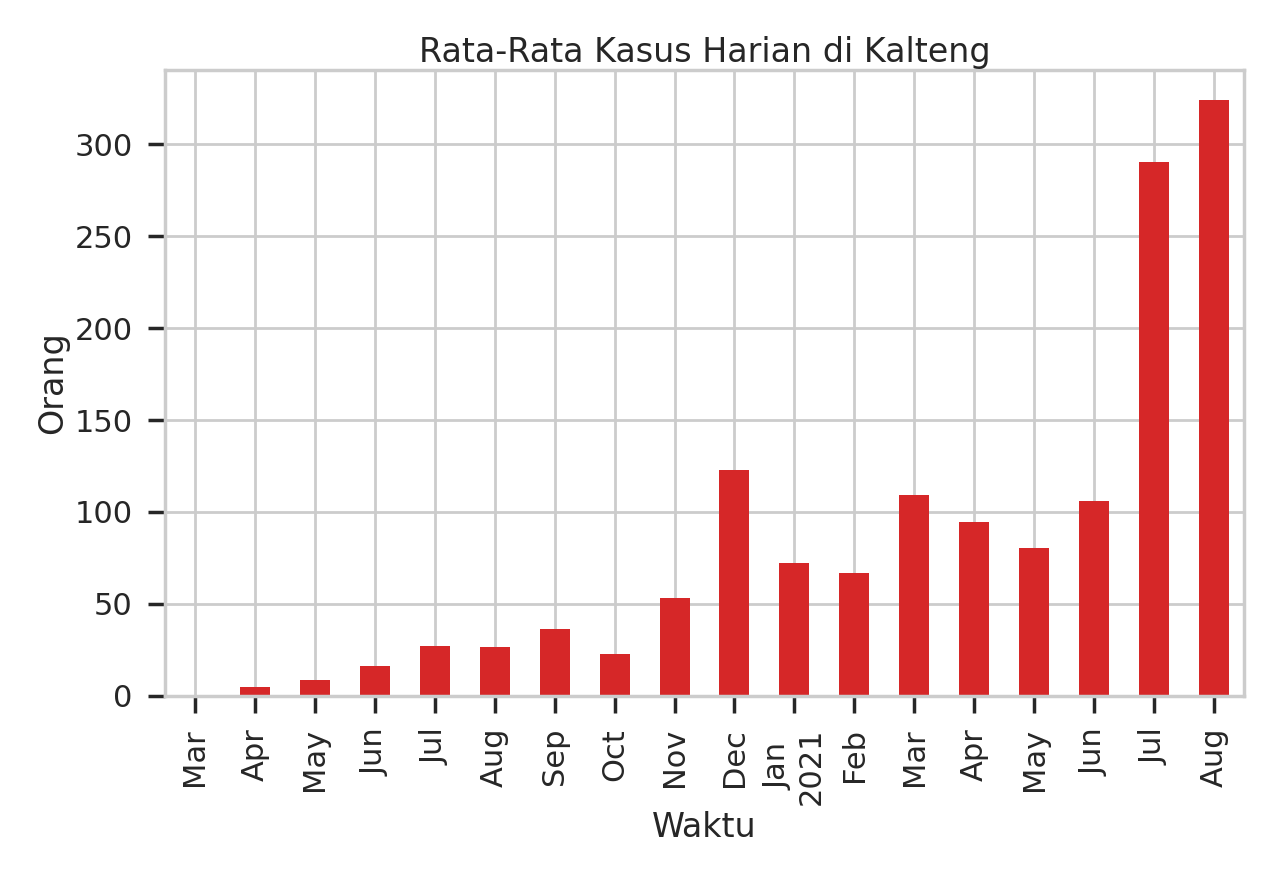 Rata-Rata Kasus Harian di Kalteng
300
250
200
150
100
50
0
Orang
Mar
Apr
May
Jun
Jul
Aug
Sep
Oct
Nov
Dec
Jan
2021
Feb
Mar
Apr
May
Jun
Jul
Aug
Waktu